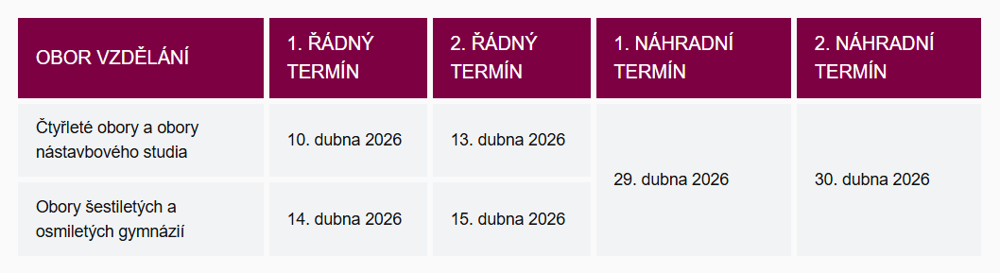 OBOR VZDĚLÁNÍ
1. ŘÁDNÝ
TERMÍN
2. ŘÁDNÝ
TERMÍN
1. NÁHRADNÍ
TERMÍN
2. NÁHRADNÍ
TERMÍN
Čtyřleté obory a obory
nástavbového studia
10. dubna 2026
13. dubna 2026
29. dubna 2026
30. dubna 2026
Obory šestiletých a
osmiletých gymnázií
14. dubna 2026
15. dubna 2026